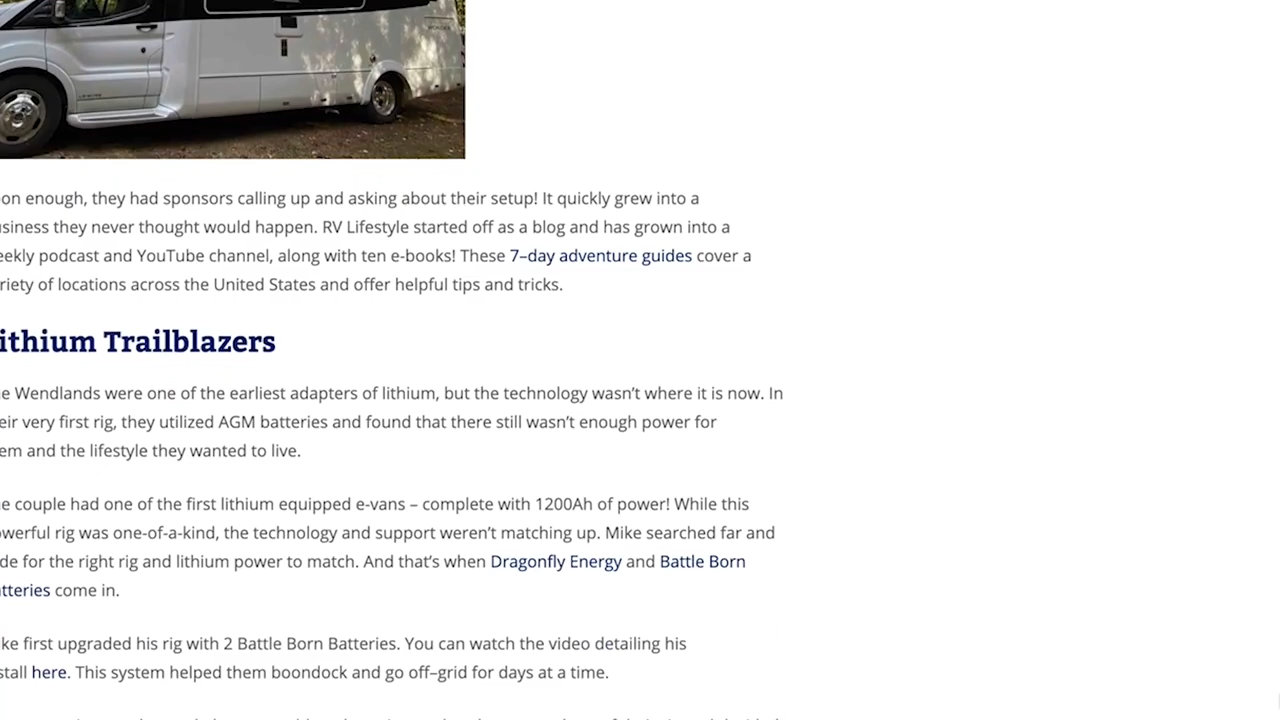 on enough, they had sponsors calling up and asking about their setup! It quickly grew into a
siness they never thought would happen. RV Lifestyle started off as a blog and has grown into a
eekly podcast and YouTube channel, along with ten e-books! These 7–day adventure guides cover a
riety of locations across the United States and offer helpful tips and tricks.
ithium Trailblazers
e Wendlands were one of the earliest adapters of lithium, but the technology wasn’t where it is now. In
eir very first rig, they utilized AGM batteries and found that there still wasn’t enough power for
em and the lifestyle they wanted to live.
e couple had one of the first lithium equipped e-vans – complete with 1200Ah of power! While this
owerful rig was one-of-a-kind, the technology and support weren’t matching up. Mike searched far and
de for the right rig and lithium power to match. And that’s when Dragonfly Energy and Battle Born
tteries come in.
ke first upgraded his rig with 2 Battle Born Batteries. You can watch the video detailing his
stall here. This system helped them boondock and go off–grid for days at a time.